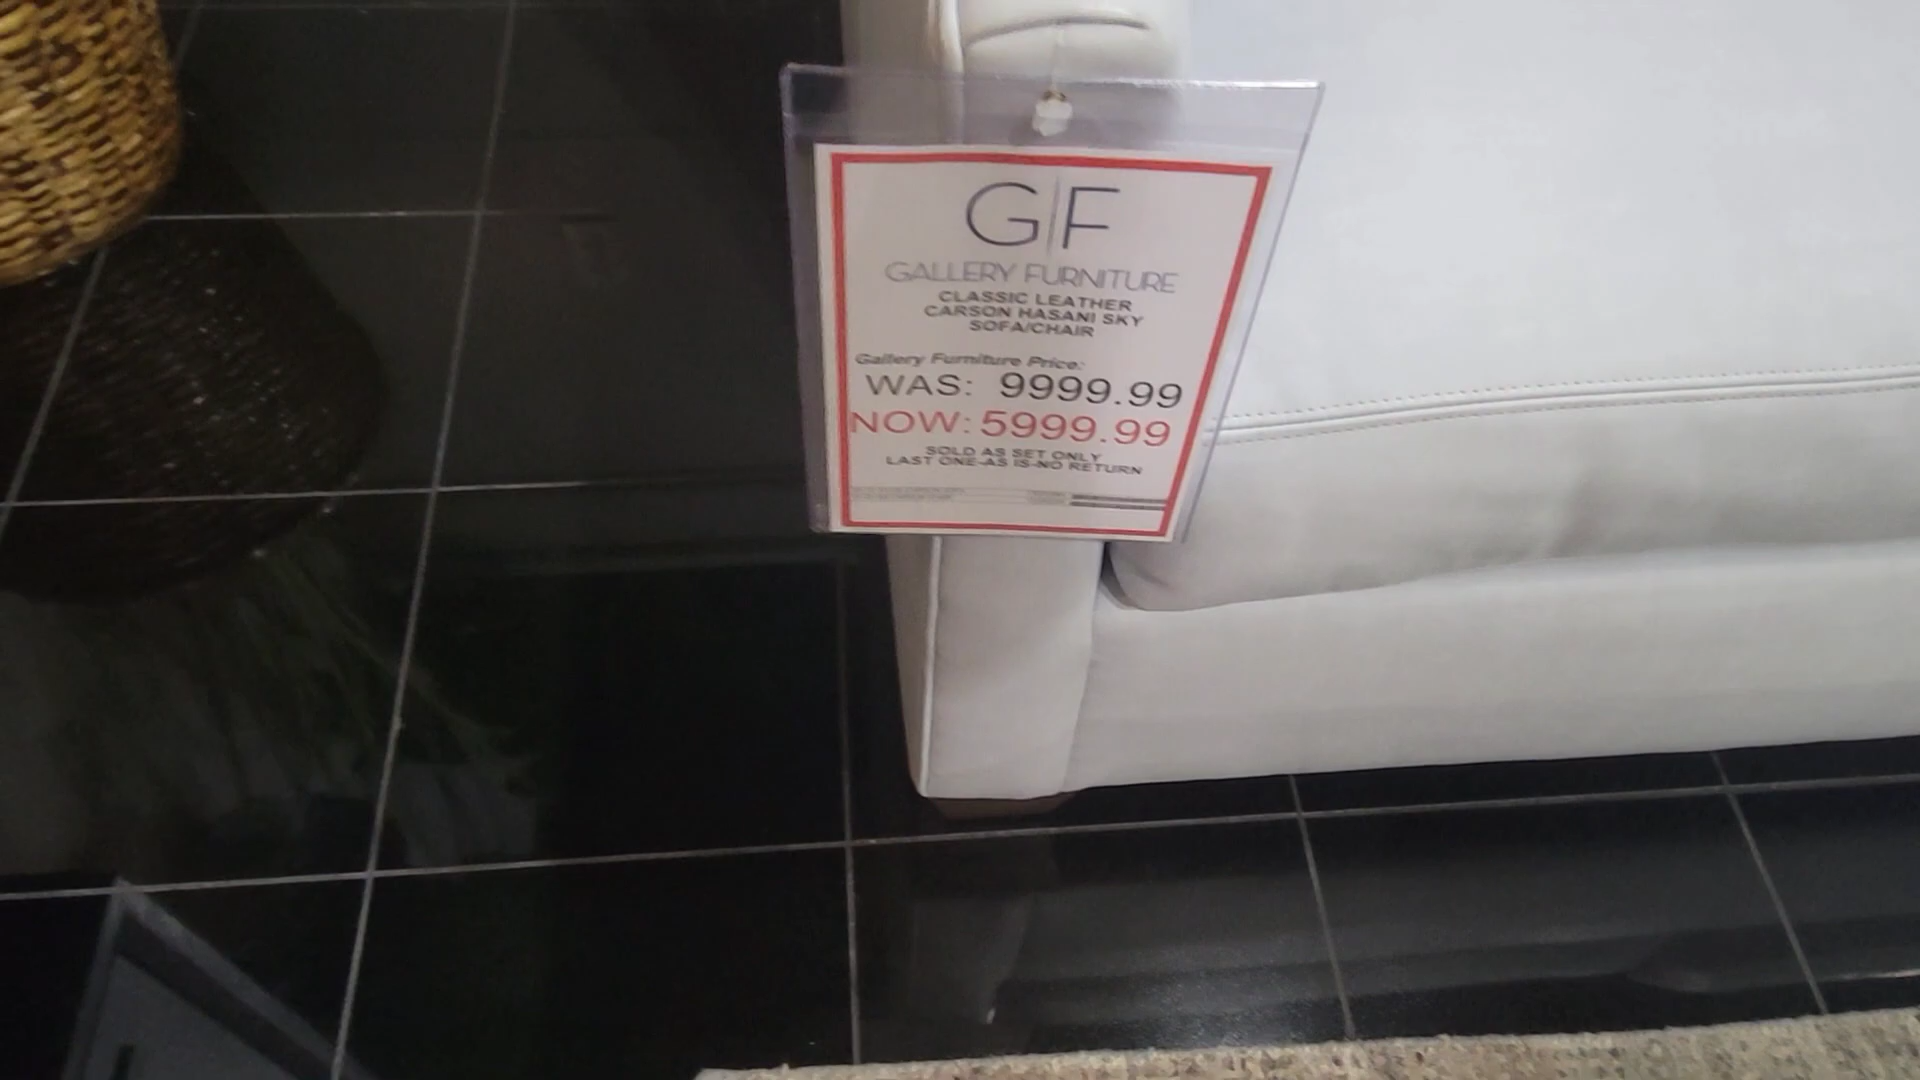 G|F
GALLERY FURNITURE
CLASSIC LEATHER
CARSON HASANI SKY
SOFA/CHAIR
Gallery Furniture Price:
WAS: 9999.99
NOW: 5999.99
SOLD AS SET ONLY
LAST ONE-AS IS-NO RETURN